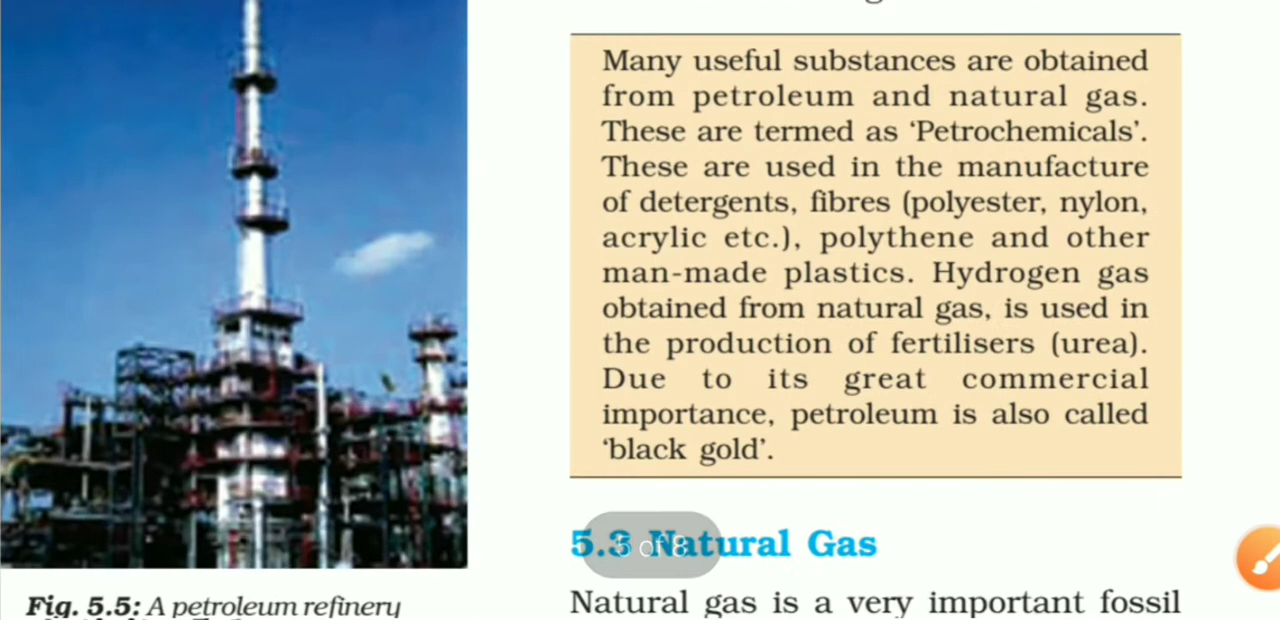 Many useful substances are obtained
from petroleum and natural gas.
These are termed as ‘Petrochemicals’.
These are used in the manufacture
of detergents, fibres (polyester, nylon,
acrylic etc.), polythene and other
man-made plastics. Hydrogen gas
obtained from natural gas, is used in
the production of fertilisers (urea).
Due to its great commercial
importance, petroleum is also called
‘black gold’.
5.3 Natural Gas
5 of 8
Natural gas is a very important fossil
Fig. 5.5: A petroleum refinery